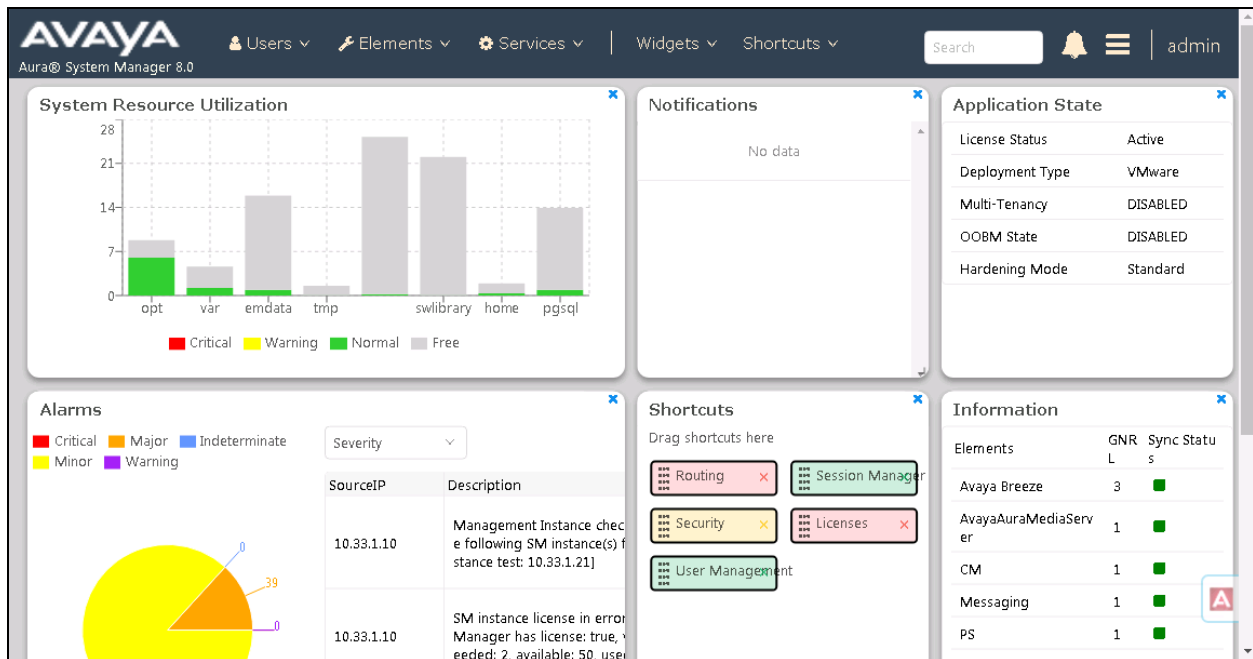 AVAYA
Aura® System Manager 8.0
Users
Elements
Services
Widgets
Shortcuts
Search
admin
System Resource Utilization
28
21
14
7
0
opt var emdata tmp swlibrary home pgsql
Critical Warning Normal Free
Notifications
No data
Application State
License Status Active
Deployment Type VMware
Multi-Tenancy DISABLED
OOBM State DISABLED
Hardening Mode Standard
Alarms
Critical Major Indeterminate
Minor Warning
0
39
0
Severity
SourceIP Description
Management Instance chec
10.33.1.10 e following SM instance(s) f
stance test: 10.33.1.21]
SM instance license in error
10.33.1.10 Manager has license: true,
eeded: 2, available: 50, use
Shortcuts
Drag shortcuts here
Routing
Session Manager
Security
Licenses
User Management
Information
Elements GNR Sync Statu
L s
Avaya Breeze 3
AvayaAuraMediaServ
er 1
CM 1
Messaging 1
PS 1